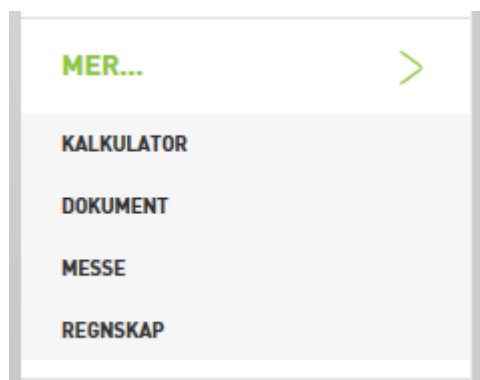 MER...
KALKULATOR
DOKUMENT
MESSE
REGNSKAP